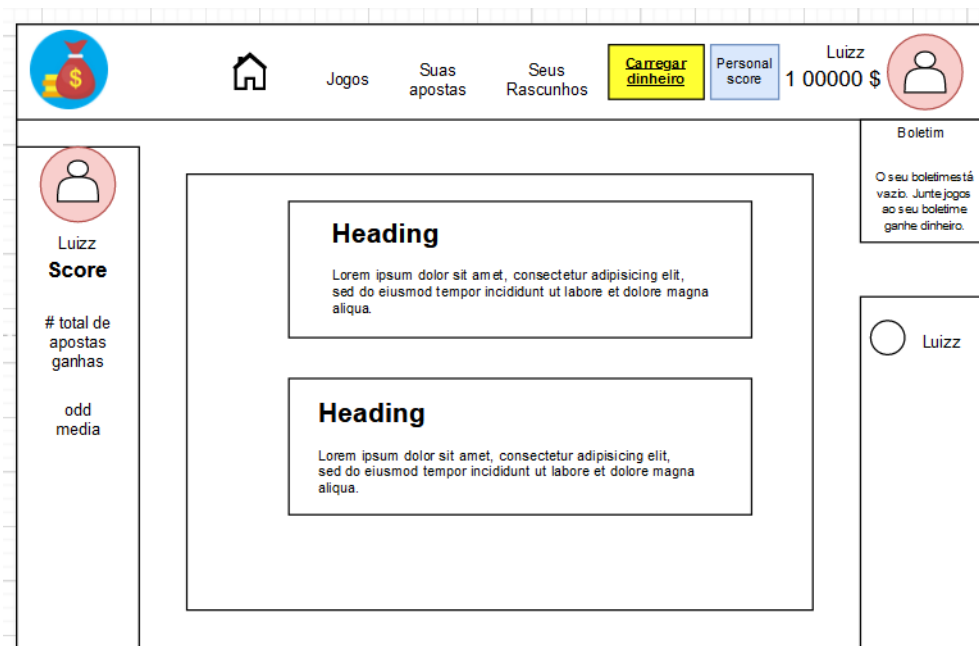 $
Jogos
Suas
apostas
Seus
Rascunhos
Carregar
dinheiro
Personal
score
Luizz
1 00000 $
Luizz
Score
# total de
apostas
ganhas
odd
media
Heading
Lorem ipsum dolor sit amet, consectetur adipisicing elit,
sed do eiusmod tempor incididunt ut labore et dolore magna
aliqua.
Heading
Lorem ipsum dolor sit amet, consectetur adipisicing elit,
sed do eiusmod tempor incididunt ut labore et dolore magna
aliqua.
Boletim
O seu boletimestá
vazio. Junte jogos
ao seu boletime
ganhe dinheiro.
Luizz